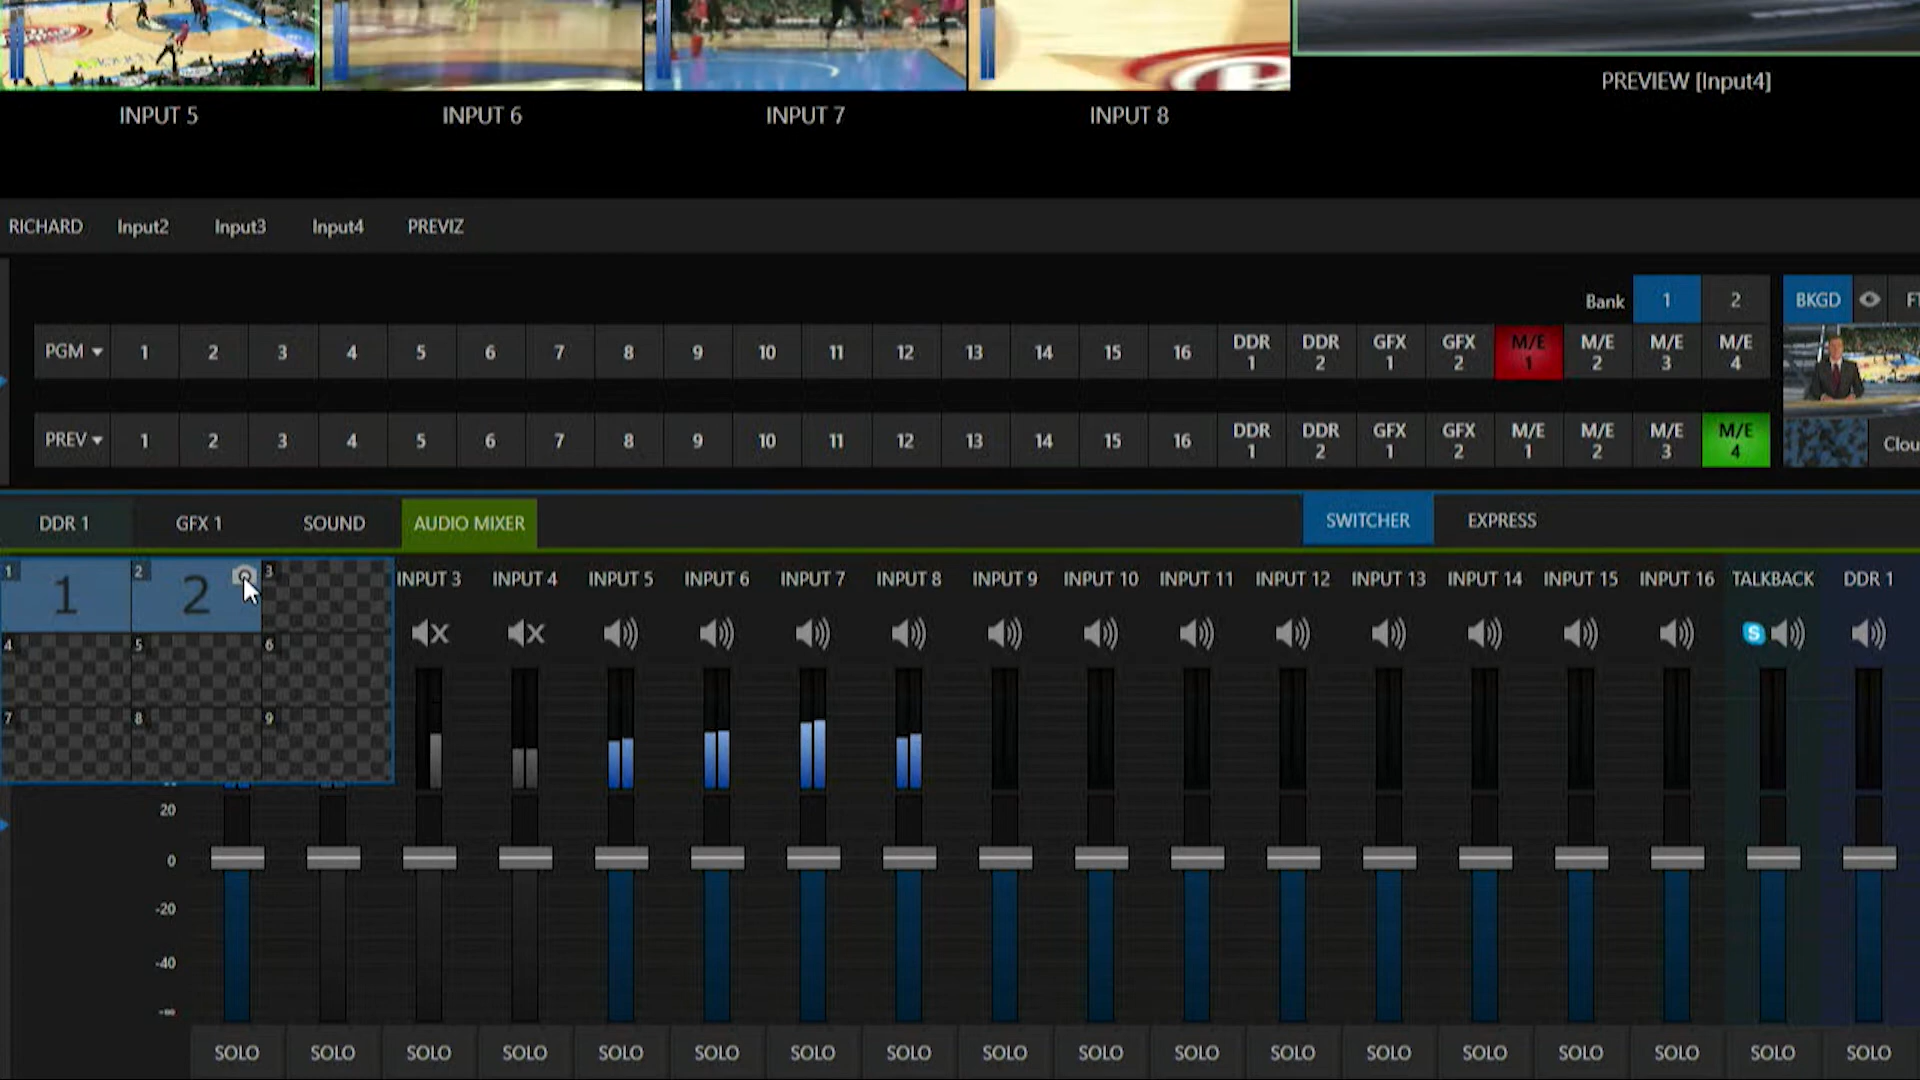 INPUT 5 INPUT 6 INPUT 7 INPUT 8
PREVIEW [Input4]
RICHARD Input2 Input3 Input4 PREVIZ
Bank 1 2 BKGD
PGM 1 2 3 4 5 6 7 8 9 10 11 12 13 14 15 16 DDR 1 DDR 2 GFX 1 GFX 2 M/E 1 M/E 2 M/E 3 M/E 4
PREV 1 2 3 4 5 6 7 8 9 10 11 12 13 14 15 16 DDR 1 DDR 2 GFX 1 GFX 2 M/E 1 M/E 2 M/E 3 M/E 4
DDR 1 GFX 1 SOUND AUDIO MIXER SWITCHER EXPRESS
1 1 2 2 3
4 5 6
7 8 9
INPUT 3 INPUT 4 INPUT 5 INPUT 6 INPUT 7 INPUT 8 INPUT 9 INPUT 10 INPUT 11 INPUT 12 INPUT 13 INPUT 14 INPUT 15 INPUT 16 TALKBACK DDR 1
S
20
0
-20
-40
-∞
SOLO SOLO SOLO SOLO SOLO SOLO SOLO SOLO SOLO SOLO SOLO SOLO SOLO SOLO SOLO SOLO SOLO SOLO